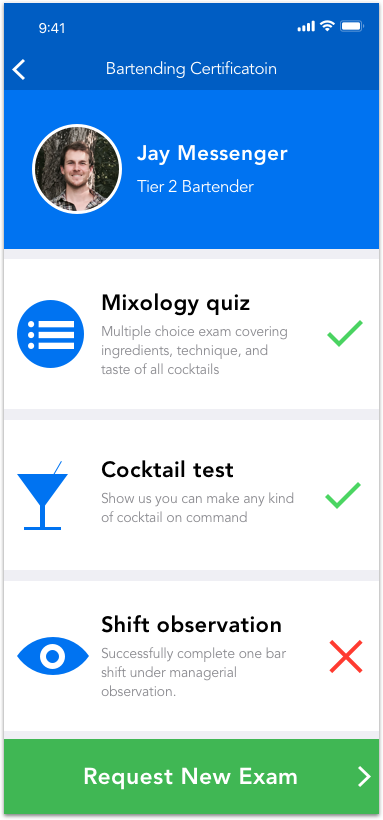 9:41
Bartending Certificatoin
Jay Messenger
Tier 2 Bartender
Mixology quiz
Multiple choice exam covering
ingredients, technique, and
taste of all cocktails
Cocktail test
Show us you can make any kind
of cocktail on command
Shift observation
Successfully complete one bar
shift under managerial
observation.
Request New Exam